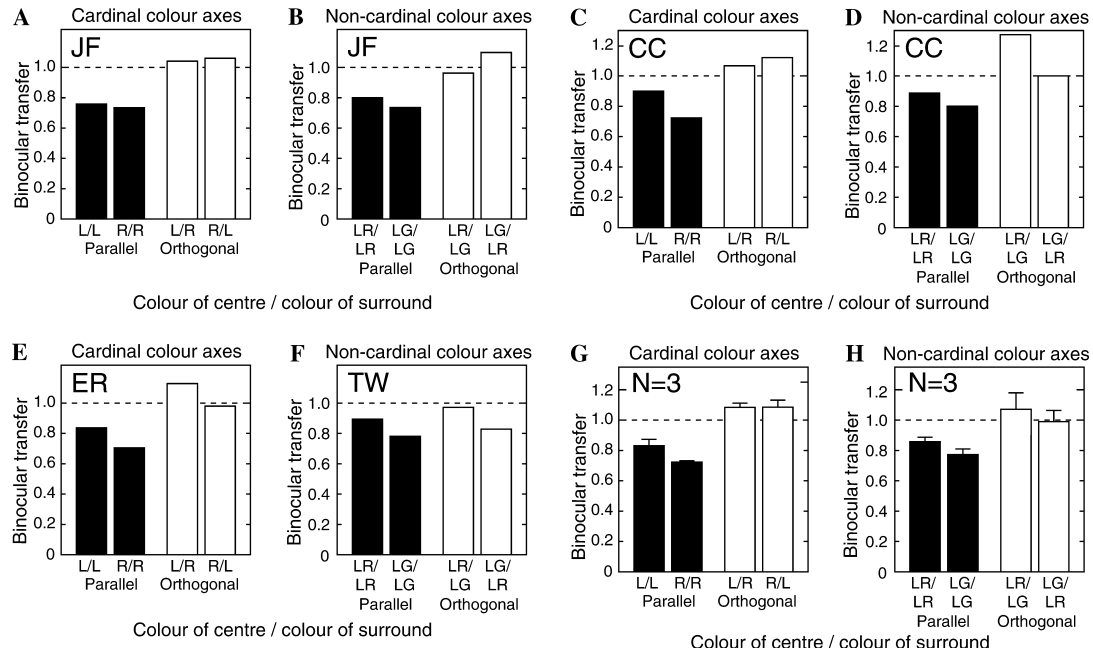 A Cardinal colour axes
JF
Binocular transfer
1.0
0.8
0.6
0.4
0.2
0
L/L R/R L/R R/L
Parallel Orthogonal
B Non-cardinal colour axes
JF
Binocular transfer
1.0
0.8
0.6
0.4
0.2
0
LR/ LG/ LR/ LG/
LR LG LG LR
Parallel Orthogonal
Colour of centre / colour of surround
C Cardinal colour axes
CC
Binocular transfer
1.2
1.0
0.8
0.6
0.4
0.2
0
L/L R/R L/R R/L
Parallel Orthogonal
D Non-cardinal colour axes
CC
Binocular transfer
1.2
1.0
0.8
0.6
0.4
0.2
0
LR/ LG/ LR/ LG/
LR LG LG LR
Parallel Orthogonal
Colour of centre / colour of surround
E Cardinal colour axes
ER
Binocular transfer
1.0
0.8
0.6
0.4
0.2
0
L/L R/R L/R R/L
Parallel Orthogonal
F Non-cardinal colour axes
TW
Binocular transfer
1.0
0.8
0.6
0.4
0.2
0
LR/ LG/ LR/ LG/
LR LG LG LR
Parallel Orthogonal
Colour of centre / colour of surround
G Cardinal colour axes
N=3
Binocular transfer
1.2
1.0
0.8
0.6
0.4
0.2
0
L/L R/R L/R R/L
Parallel Orthogonal
H Non-cardinal colour axes
N=3
Binocular transfer
1.2
1.0
0.8
0.6
0.4
0.2
0
LR/ LG/ LR/ LG/
LR LG LG LR
Parallel Orthogonal
Colour of centre / colour of surround